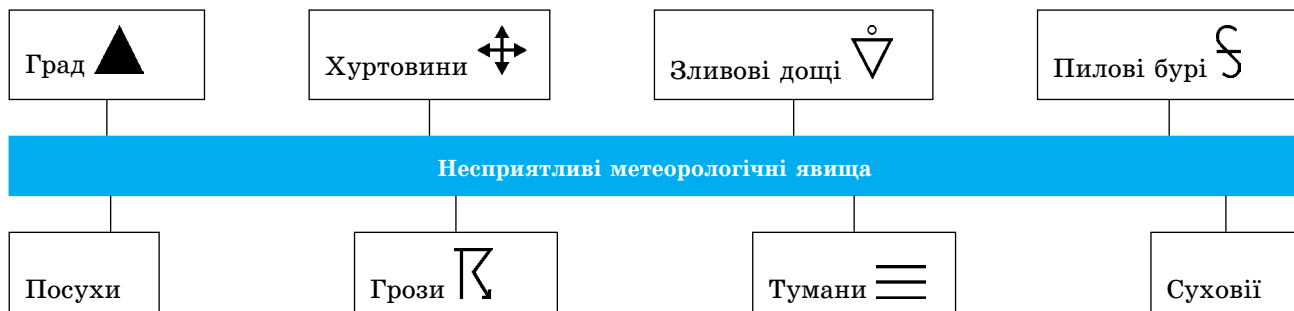 Град
Хуртовини
Зливові дощі
Пилові бурі
Несприятливі метеорологічні явища
Посухи
Грози
Тумани
Суховії